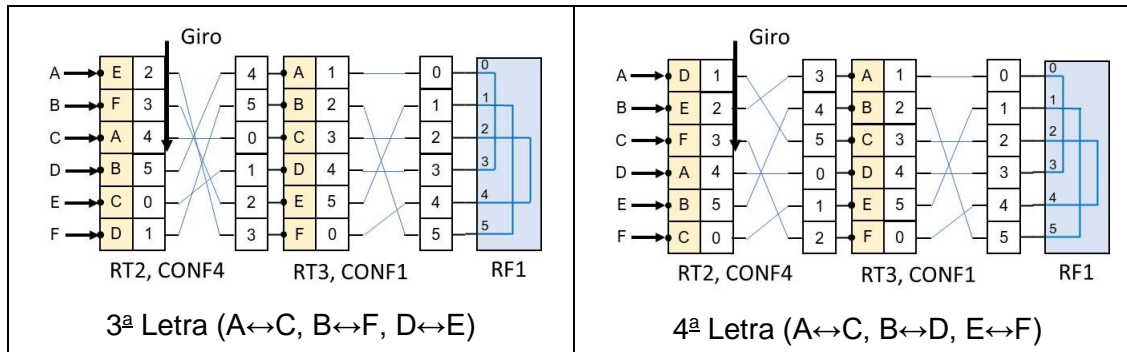 Giro
A E 2 4 A 1 0 0
B F 3 5 B 2 1 1
C A 4 0 C 3 2 2
D B 5 1 D 4 3 3
E C 0 2 E 5 4 4
F D 1 3 F 0 5 5
RT2, CONF4 RT3, CONF1 RF1
3ª Letra (A↔C, B↔F, D↔E)
Giro
A D 1 3 A 1 0 0
B E 2 4 B 2 1 1
C F 3 5 C 3 2 2
D A 4 0 D 4 3 3
E B 5 1 E 5 4 4
F C 0 2 F 0 5 5
RT2, CONF4 RT3, CONF1 RF1
4ª Letra (A↔C, B↔D, E↔F)